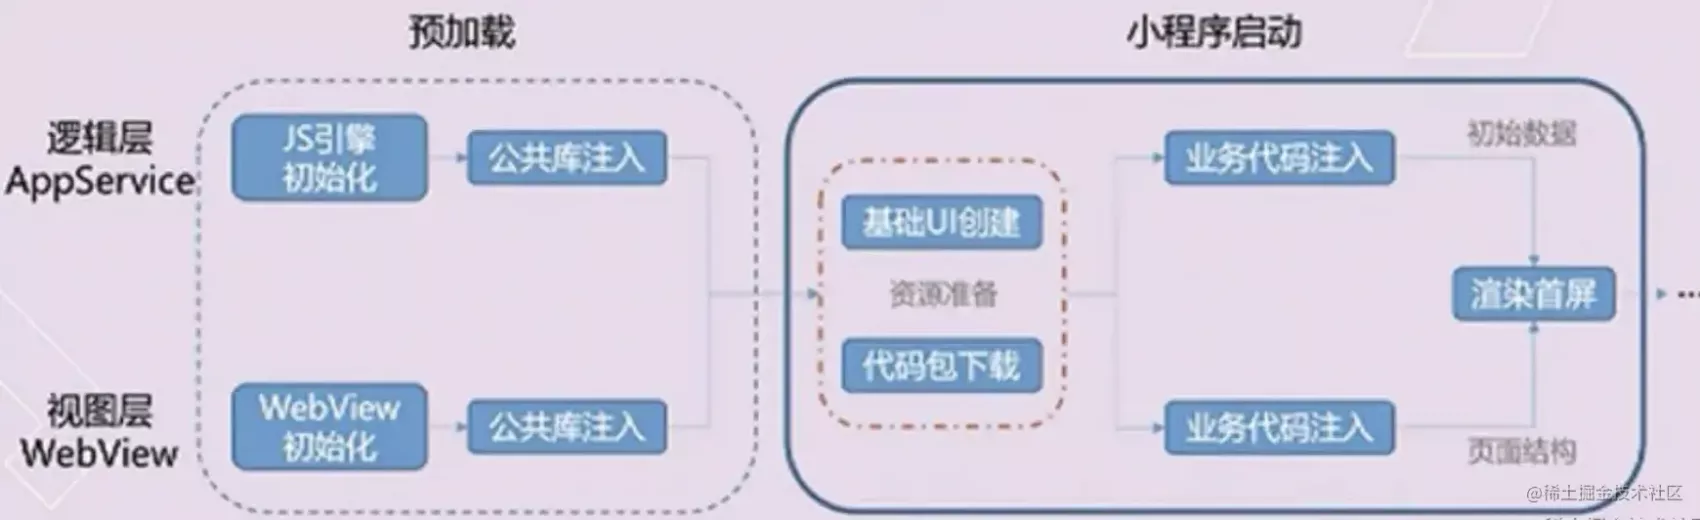 预加载
小程序启动
逻辑层
AppService
JS引擎
初始化
公共库注入
基础UI创建
资源准备
代码包下载
业务代码注入
初始数据
渲染首屏
...
视图层
WebView
WebView
初始化
公共库注入
业务代码注入
页面结构
@稀土掘金技术社区